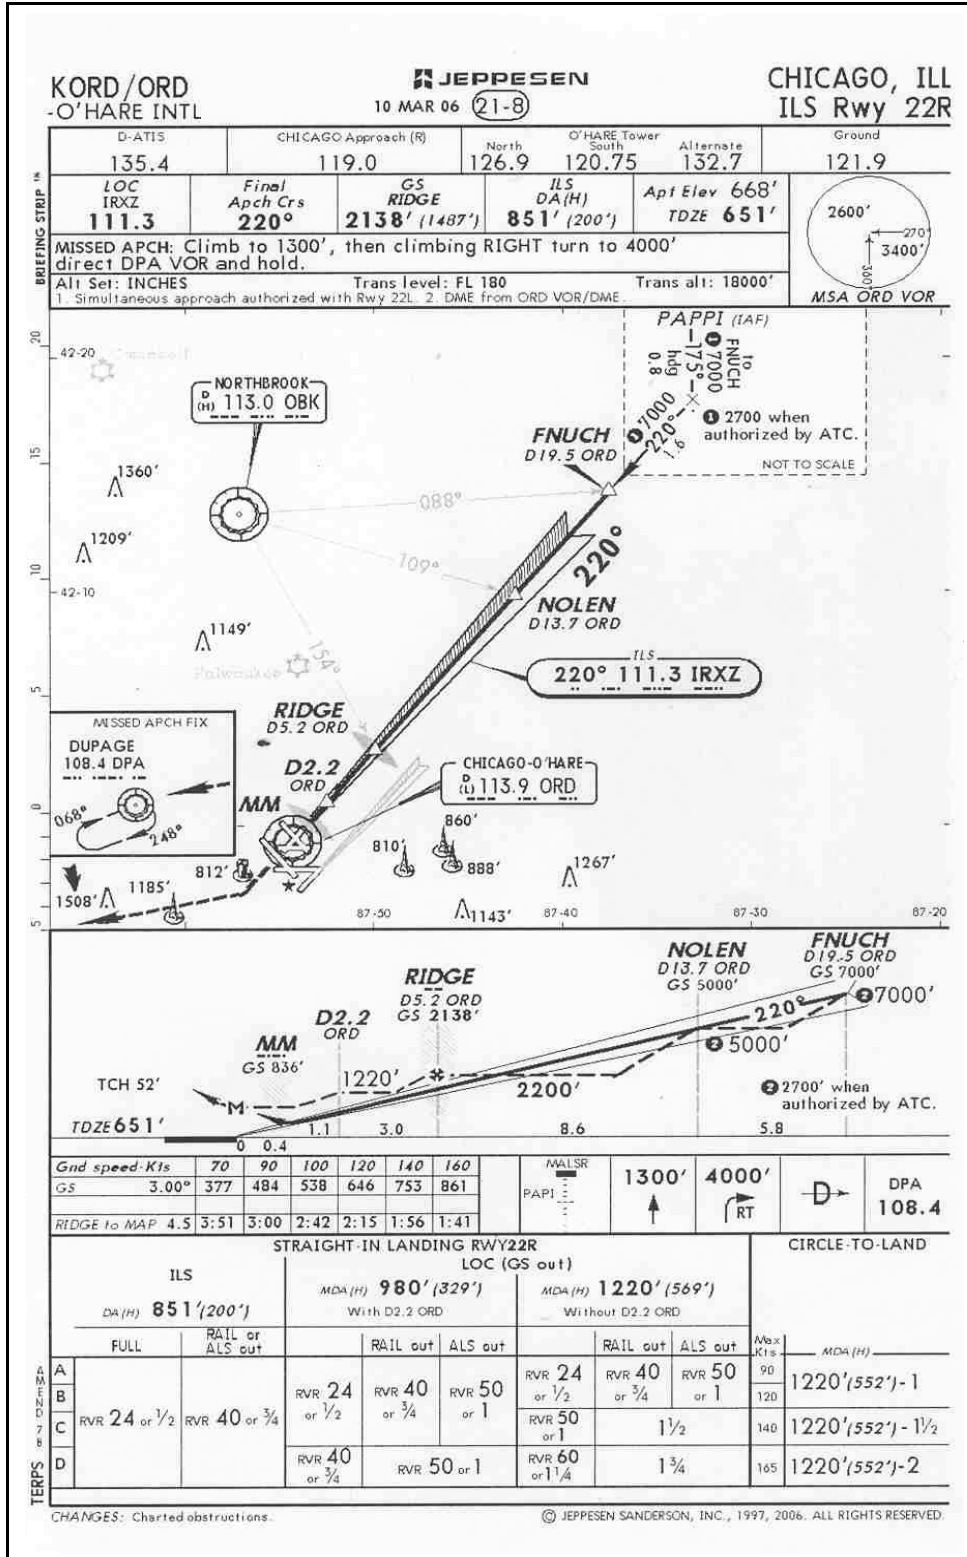 KORD/ORD
-O'HARE INTL
JEPPESEN
10 MAR 06 21-8
CHICAGO, ILL
ILS Rwy 22R
BRIEFING STRIP
D-ATIS
135.4
CHICAGO Approach (R)
119.0
O'HARE Tower
North South Alternate
126.9 120.75 132.7
Ground
121.9
LOC
IRXZ
111.3
Final
Apch Crs
220°
GS
RIDGE
2138' (1487')
ILS
DA(H)
851' (200')
Apt Elev 668'
TDZE 651'
MISSED APCH: Climb to 1300', then climbing RIGHT turn to 4000'
direct DPA VOR and hold.
Alt Set: INCHES Trans level: FL 180 Trans alt: 18000'
1. Simultaneous approach authorized with Rwy 22L. 2. DME from ORD VOR/DME.
2600'
270°
3400'
360°
MSA ORD VOR
PAPPI (IAF)
1 7000
to
FNUCH
175°
hdg
0.8
1 2700 when
authorized by ATC.
NOT TO SCALE
1 7000
220°
1.6
42-20
NORTHBROOK
D
(H) 113.0 OBK
FNUCH
D19.5 ORD
1360'
088°
1209'
109°
220°
42-10
NOLEN
D13.7 ORD
1149'
154°
Palwaukee
ILS
220° 111.3 IRXZ
RIDGE
D5.2 ORD
MISSED APCH FIX
DUPAGE
108.4 DPA
068°
248°
D2.2
ORD
MM
CHICAGO-O'HARE
D
(L) 113.9 ORD
860'
810'
888'
812'
1267'
1508'
1185'
1143'
87-50
87-40
87-30
87-20
20
15
10
5
0
5
FNUCH
D19.5 ORD
GS 7000'
NOLEN
D13.7 ORD
GS 5000'
RIDGE
D5.2 ORD
GS 2138'
D2.2
ORD
MM
GS 836'
2 7000'
220°
2 5000'
1220'
2200'
2 2700' when
authorized by ATC.
TCH 52'
M
TDZE 651'
0 0.4 1.1 3.0 8.6 5.8
Gnd speed-Kts 70 90 100 120 140 160
GS 3.00° 377 484 538 646 753 861
RIDGE to MAP 4.5 3:51 3:00 2:42 2:15 1:56 1:41
MALSR
PAPI
1300'
4000'
RT
D
DPA
108.4
STRAIGHT-IN LANDING RWY22R
CIRCLE-TO-LAND
ILS
LOC (GS out)
DA(H) 851'(200')
MDA(H) 980'(329')
With D2.2 ORD
MDA(H) 1220'(569')
Without D2.2 ORD
FULL
RAIL or
ALS out
RAIL out ALS out
RAIL out ALS out
Max
Kts
MDA(H)
A
B
C
D
RVR 24 or 1/2
RVR 40 or 3/4
RVR 24
or 1/2
RVR 40
or 3/4
RVR 50
or 1
RVR 40
or 3/4
RVR 50 or 1
RVR 24
or 1/2
RVR 40
or 3/4
RVR 50
or 1
RVR 50
or 1
1 1/2
RVR 60
or 1 1/4
1 3/4
90
120
1220'(552')-1
140
1220'(552')-1 1/2
165
1220'(552')-2
TERPS AMEND 7B
CHANGES: Charted obstructions.
© JEPPESEN SANDERSON, INC., 1997, 2006. ALL RIGHTS RESERVED.